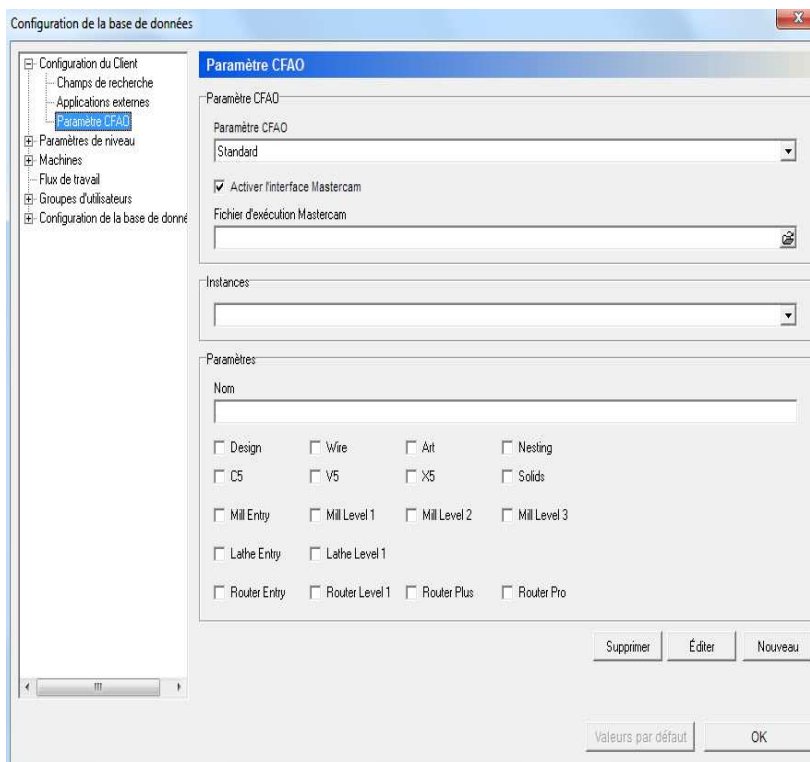 Configuration de la base de données
Configuration du Client
Champs de recherche
Applications externes
Paramètre CFAO
Paramètres de niveau
Machines
Flux de travail
Groupes d'utilisateurs
Configuration de la base de donné
Paramètre CFAO
Paramètre CFAO
Paramètre CFAO
Standard
Activer l'interface Mastercam
Fichier d'exécution Mastercam
Instances
Paramètres
Nom
Design Wire Art Nesting
C5 V5 X5 Solids
Mill Entry Mill Level 1 Mill Level 2 Mill Level 3
Lathe Entry Lathe Level 1
Router Entry Router Level 1 Router Plus Router Pro
Supprimer Éditer Nouveau
Valeurs par défaut OK